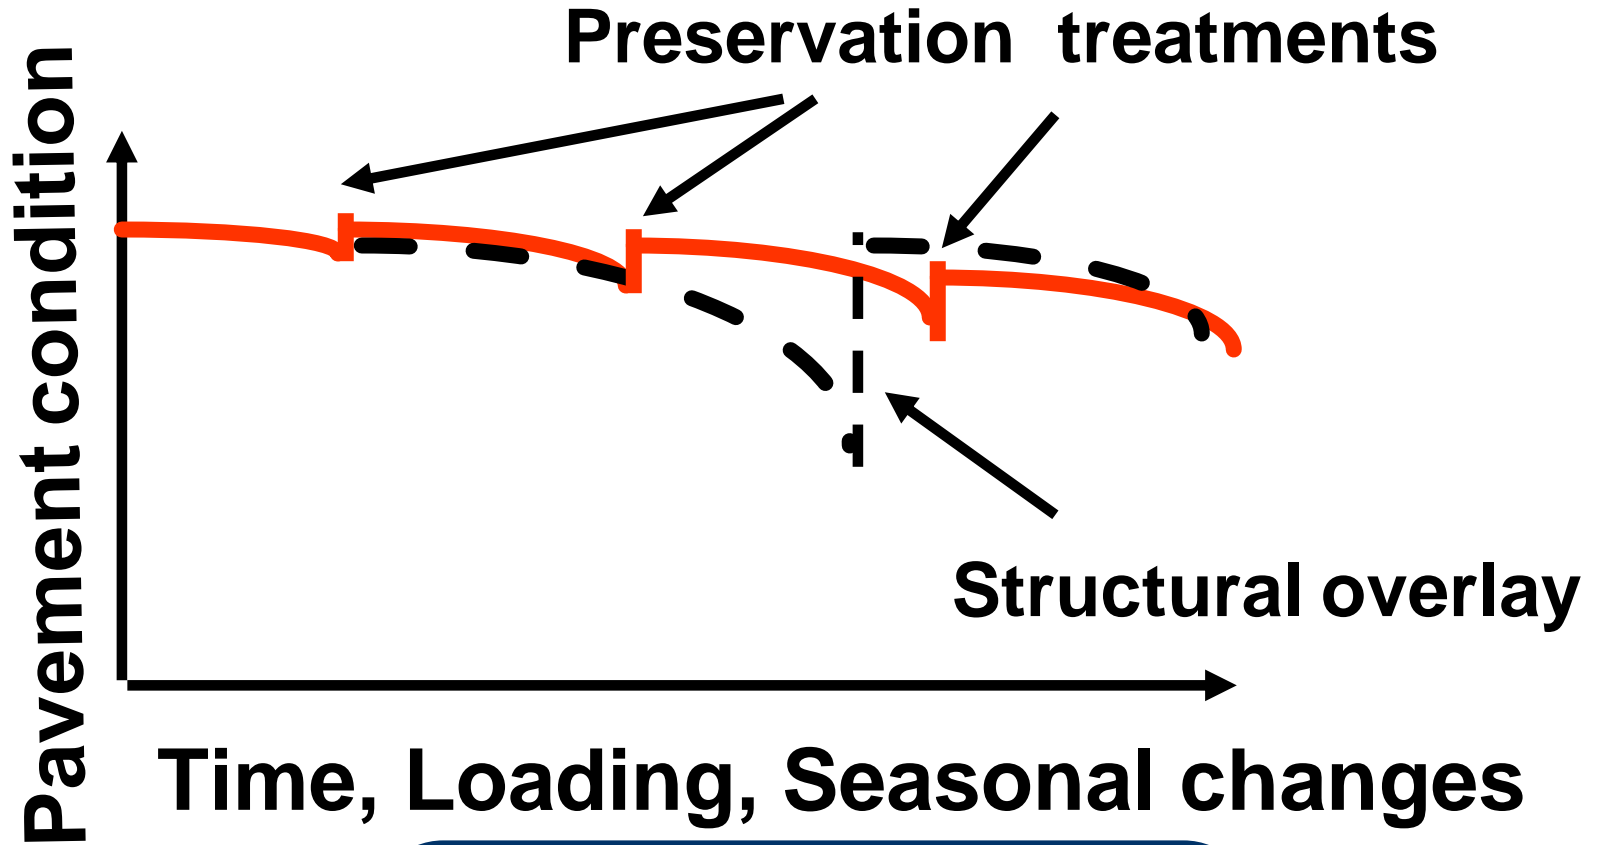 Preservation treatments
Pavement condition
Structural overlay
Time, Loading, Seasonal changes